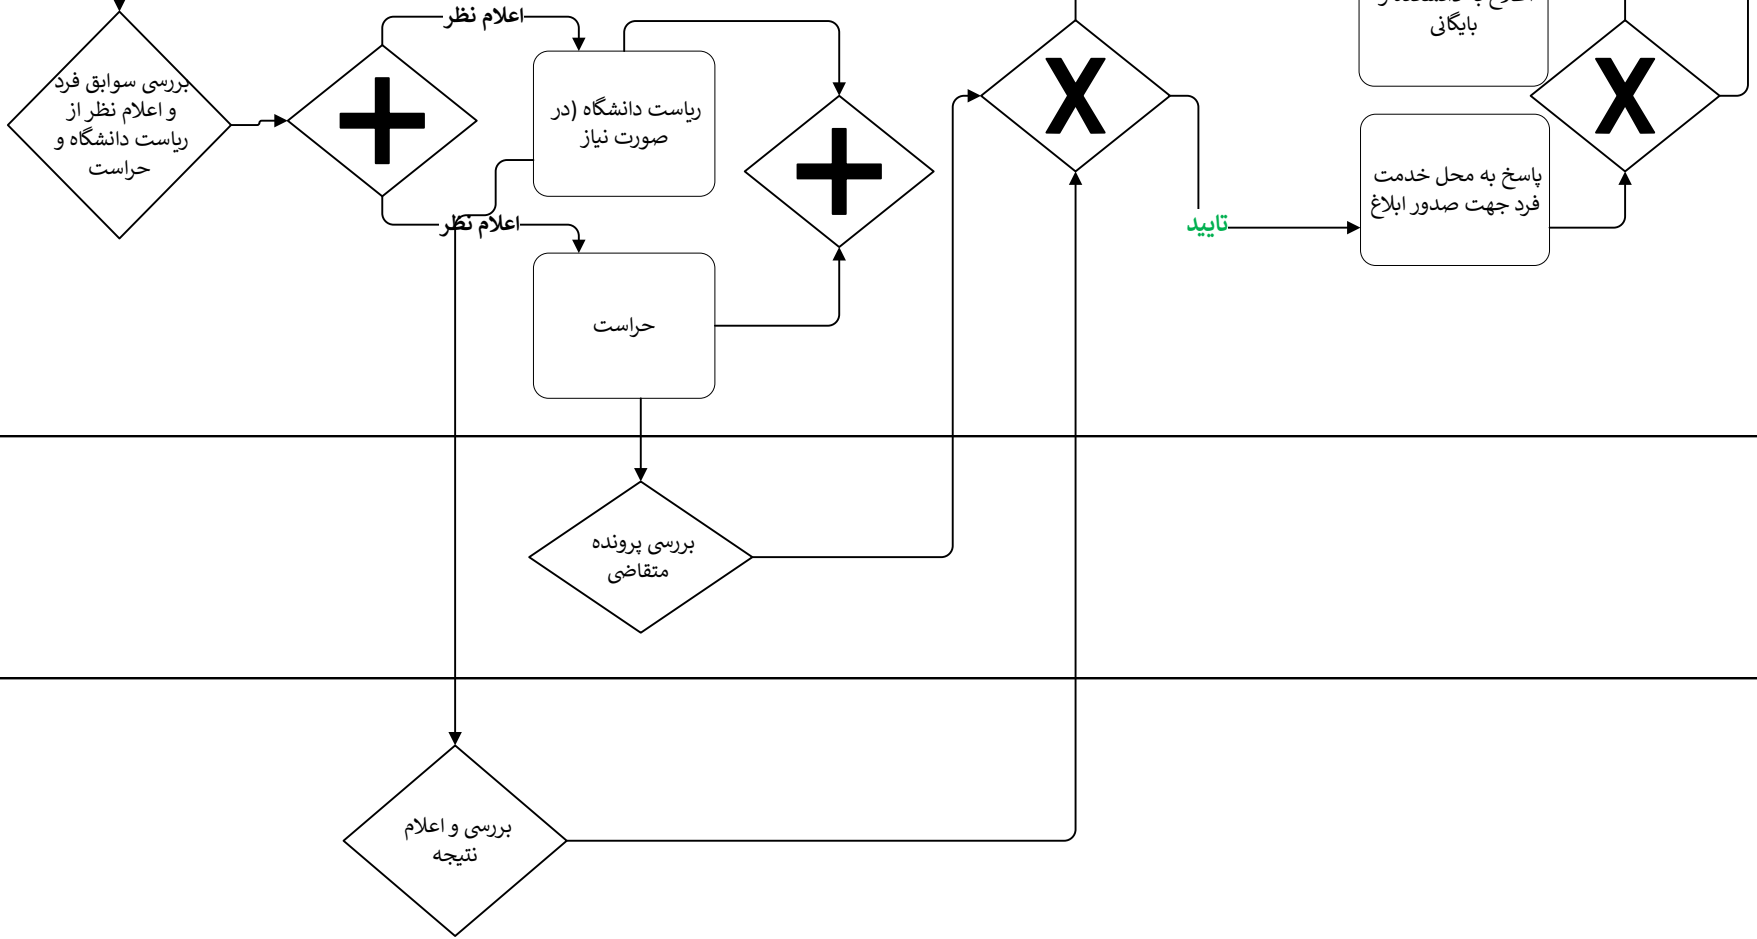 اعلام نظر
بایگانی
بررسی سوابق فرد
و اعلام نظر از
ریاست دانشگاه و
حراست
ریاست دانشگاه (در
صورت نیاز
پاسخ به محل خدمت
فرد جهت صدور ابلاغ
اعلام نظر
تایید
حراست
بررسی پرونده
متقاضی
بررسی و اعلام
نتیجه